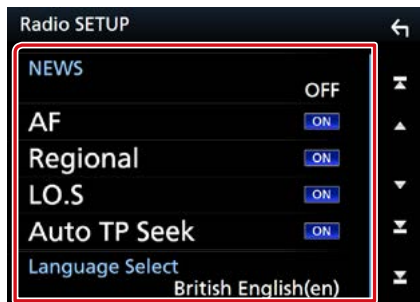 Radio SETUP
NEWS
OFF
AF ON
Regional ON
LO.S ON
Auto TP Seek ON
Language Select
British English(en)